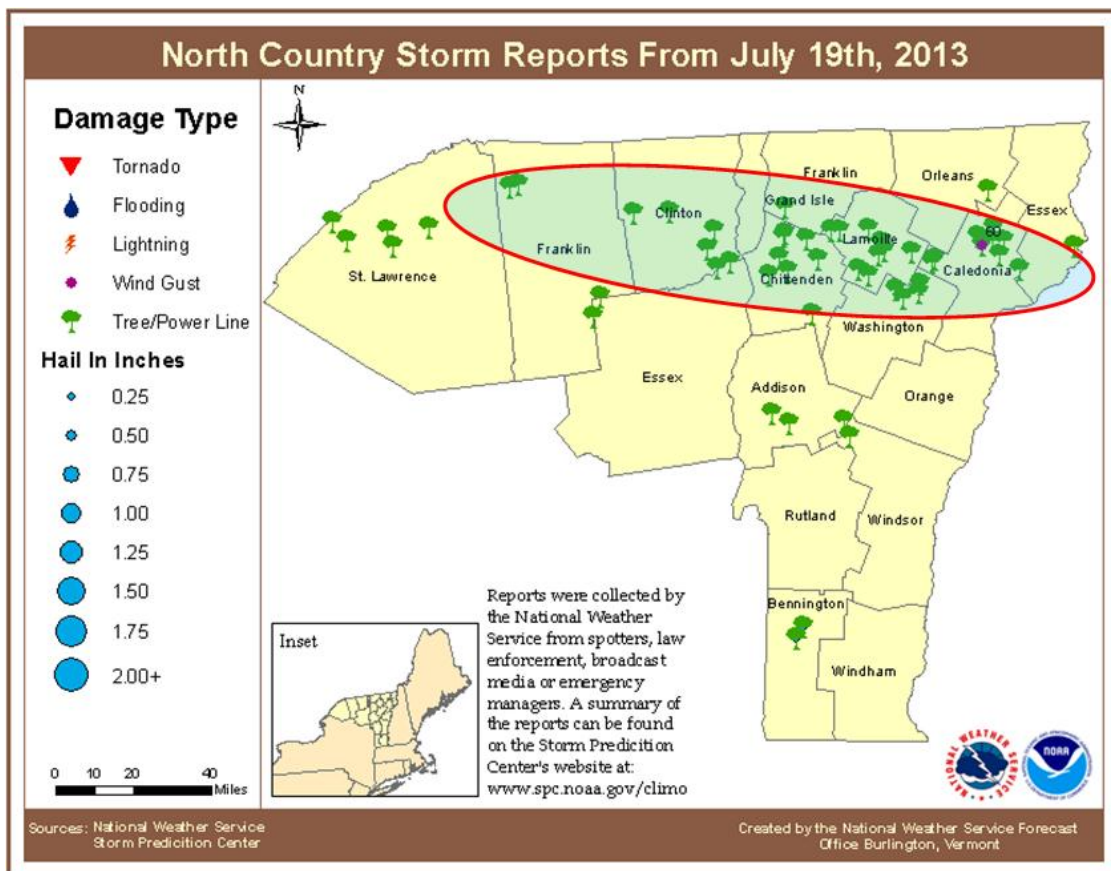 North Country Storm Reports From July 19th, 2013
Damage Type
Tornado
Flooding
Lightning
Wind Gust
Tree/Power Line
Hail In Inches
0.25
0.50
0.75
1.00
1.25
1.50
1.75
2.00+
0 10 20 40
Miles
N
St. Lawrence
Franklin
Clinton
Essex
Grand Isle
Franklin
Orleans
Essex
Lamoille
60
Caledonia
Chittenden
Washington
Addison
Orange
Rutland
Windsor
Bennington
Windham
Inset
Reports were collected by
the National Weather
Service from spotters, law
enforcement, broadcast
media or emergency
managers. A summary of
the reports can be found
on the Storm Predicition
Center's website at:
www.spc.noaa.gov/climo
NATIONAL WEATHER SERVICE
NOAA
Sources: National Weather Service
Storm Predicition Center
Created by the National Weather Service Forecast
Office Burlington, Vermont